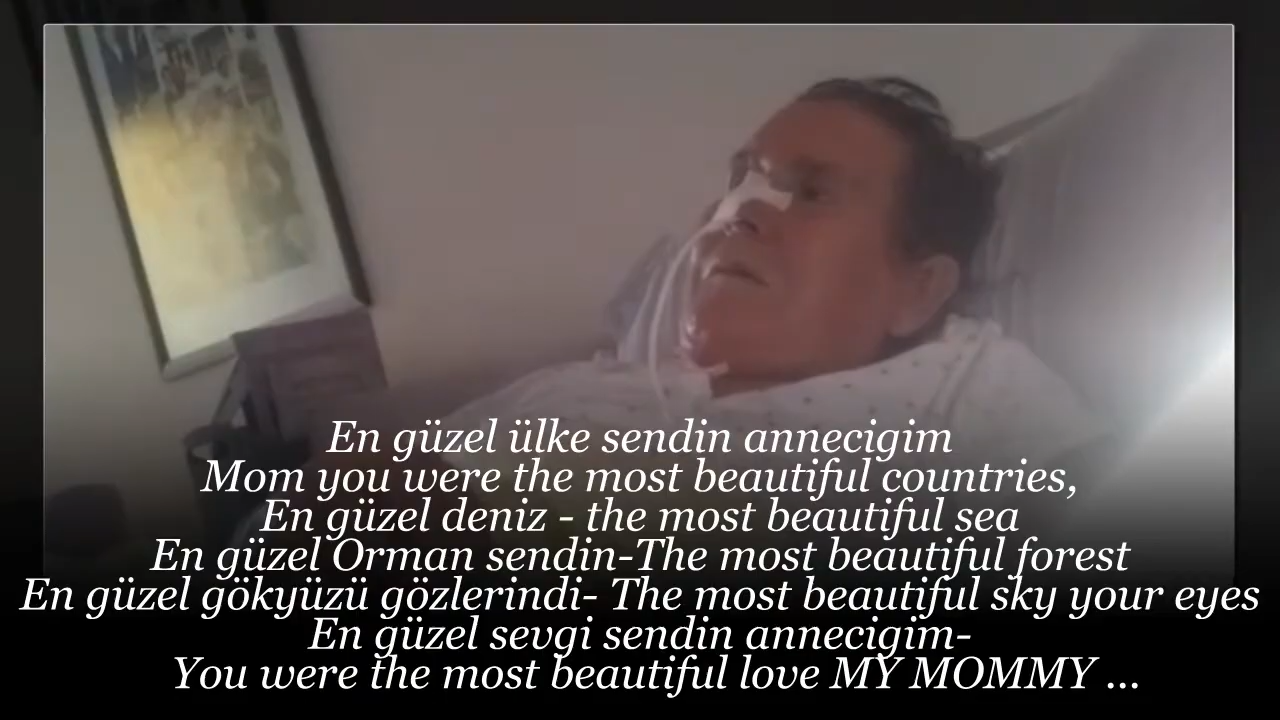 En güzel ülke sendin annecigim
Mom you were the most beautiful countries,
En güzel deniz - the most beautiful sea
En güzel Orman sendin-The most beautiful forest
En güzel gökyüzü gözlerindi- The most beautiful sky your eyes
En güzel sevgi sendin annecigim-
You were the most beautiful love MY MOMMY ...